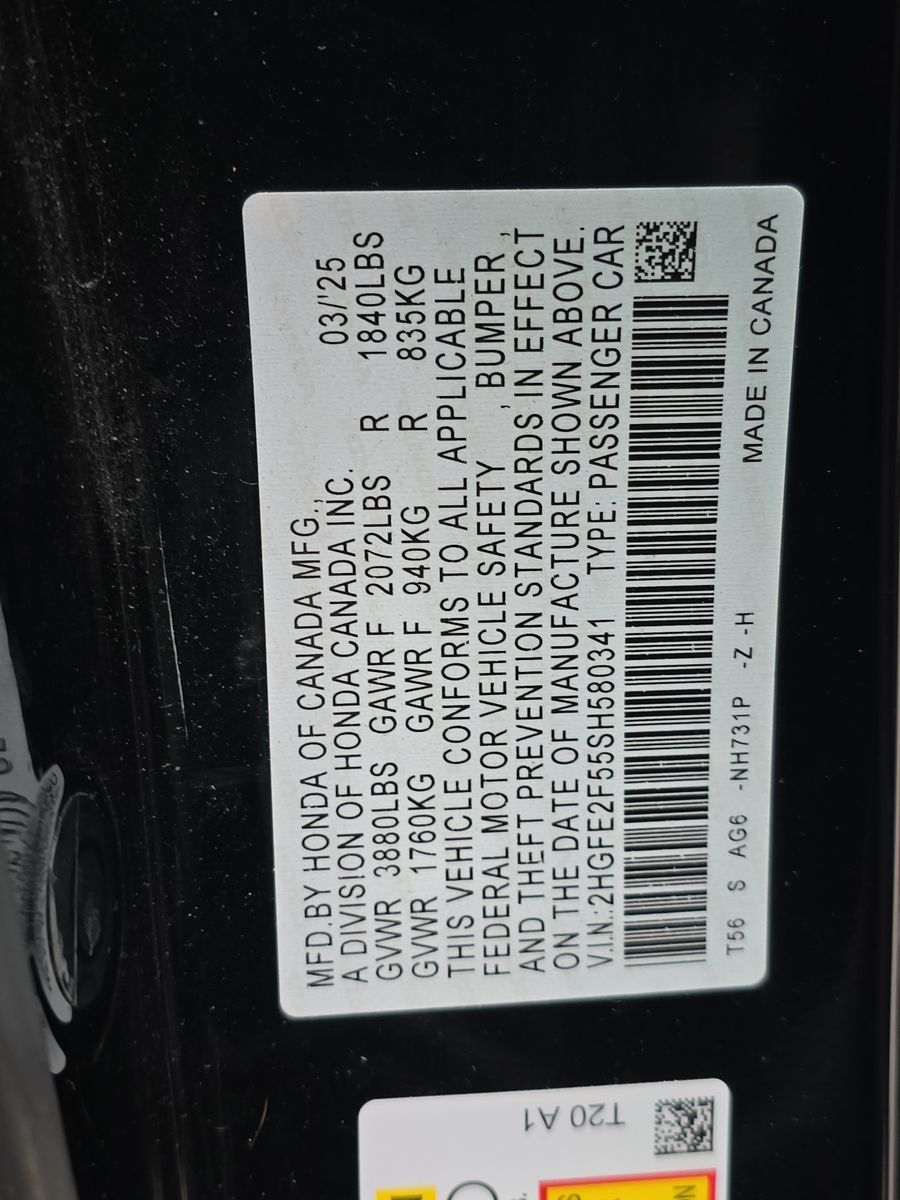 MFD.BY HONDA OF CANADA MFG.,
A DIVISION OF HONDA CANADA INC. 03/'25
GVWR 3880LBS GAWR F 2072LBS R 1840LBS
GVWR 1760KG GAWR F 940KG R 835KG
THIS VEHICLE CONFORMS TO ALL APPLICABLE
FEDERAL MOTOR VEHICLE SAFETY , BUMPER ,
AND THEFT PREVENTION STANDARDS IN EFFECT
ON THE DATE OF MANUFACTURE SHOWN ABOVE.
V.I.N.:2HGFE2F55SH580341 TYPE: PASSENGER CAR
T56 S AG6 -NH731P -Z -H
MADE IN CANADA
T20 A1